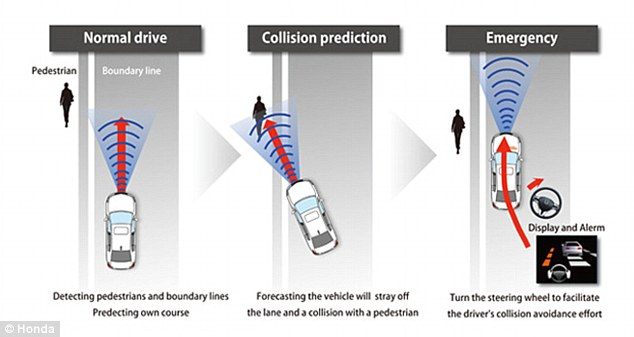 Normal drive
Pedestrian
Boundary line
Detecting pedestrians and boundary lines
Predecting own course
Collision prediction
Forecasting the vehicle will stray off
the lane and a collision with a pedestrian
Emergency
Display and Alerm
Turn the steering wheel to facilitate
the driver's collision avoidance effort
© Honda